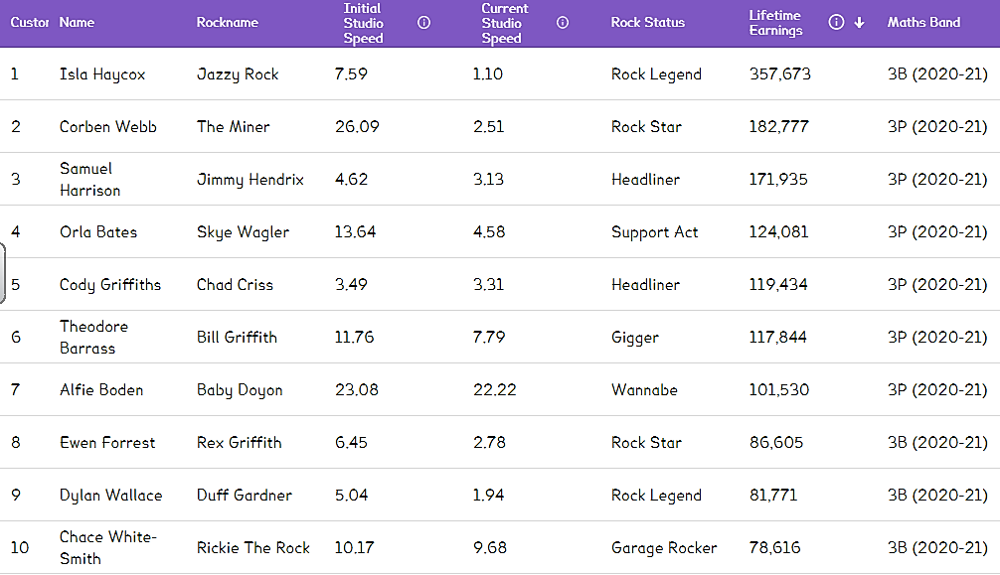 Custor Name Rockname Initial Studio Speed Current Studio Speed Rock Status Lifetime Earnings Maths Band
1 Isla Haycox Jazzy Rock 7.59 1.10 Rock Legend 357,673 3B (2020-21)
2 Corben Webb The Miner 26.09 2.51 Rock Star 182,777 3P (2020-21)
3 Samuel Harrison Jimmy Hendrix 4.62 3.13 Headliner 171,935 3P (2020-21)
4 Orla Bates Skye Wagler 13.64 4.58 Support Act 124,081 3P (2020-21)
5 Cody Griffiths Chad Criss 3.49 3.31 Headliner 119,434 3P (2020-21)
6 Theodore Barrass Bill Griffith 11.76 7.79 Gigger 117,844 3P (2020-21)
7 Alfie Boden Baby Doyon 23.08 22.22 Wannabe 101,530 3P (2020-21)
8 Ewen Forrest Rex Griffith 6.45 2.78 Rock Star 86,605 3B (2020-21)
9 Dylan Wallace Duff Gardner 5.04 1.94 Rock Legend 81,771 3B (2020-21)
10 Chace White-Smith Rickie The Rock 10.17 9.68 Garage Rocker 78,616 3B (2020-21)